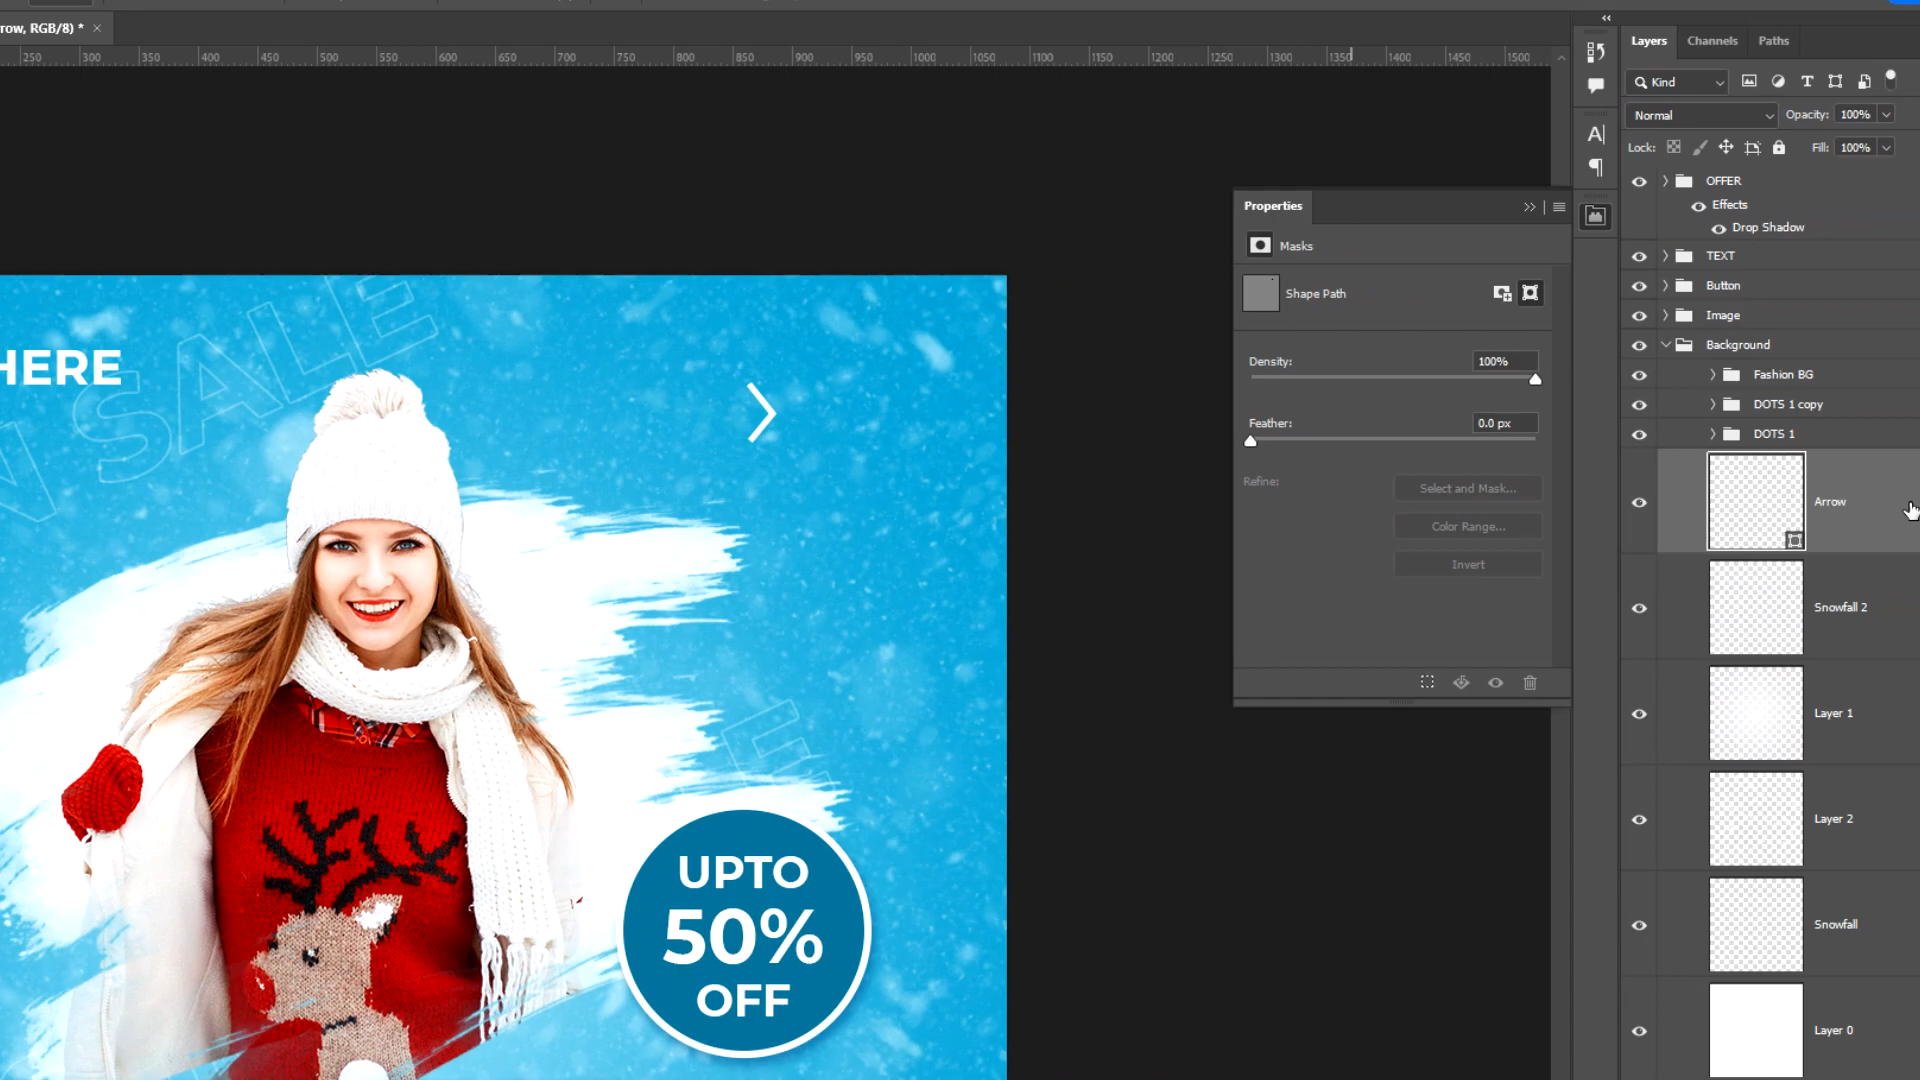 row, RGB/8) * ×
250 300 350 400 450 500 550 600 650 700 750 800 850 900 950 1000 1050 1100 1150 1200 1250 1300 1350 1400 1450 1500
Layers Channels Paths
Kind
Normal Opacity: 100%
Lock: Fill: 100%
OFFER
Effects
Drop Shadow
TEXT
Button
Image
Background
Fashion BG
DOTS 1 copy
DOTS 1
Arrow
Snowfall 2
Layer 1
Layer 2
Snowfall
Layer 0
Properties
Masks
Shape Path
Density: 100%
Feather: 0.0 px
Refine: Select and Mask...
Color Range...
Invert
HERE
N SALE
E
UPTO
50%
OFF